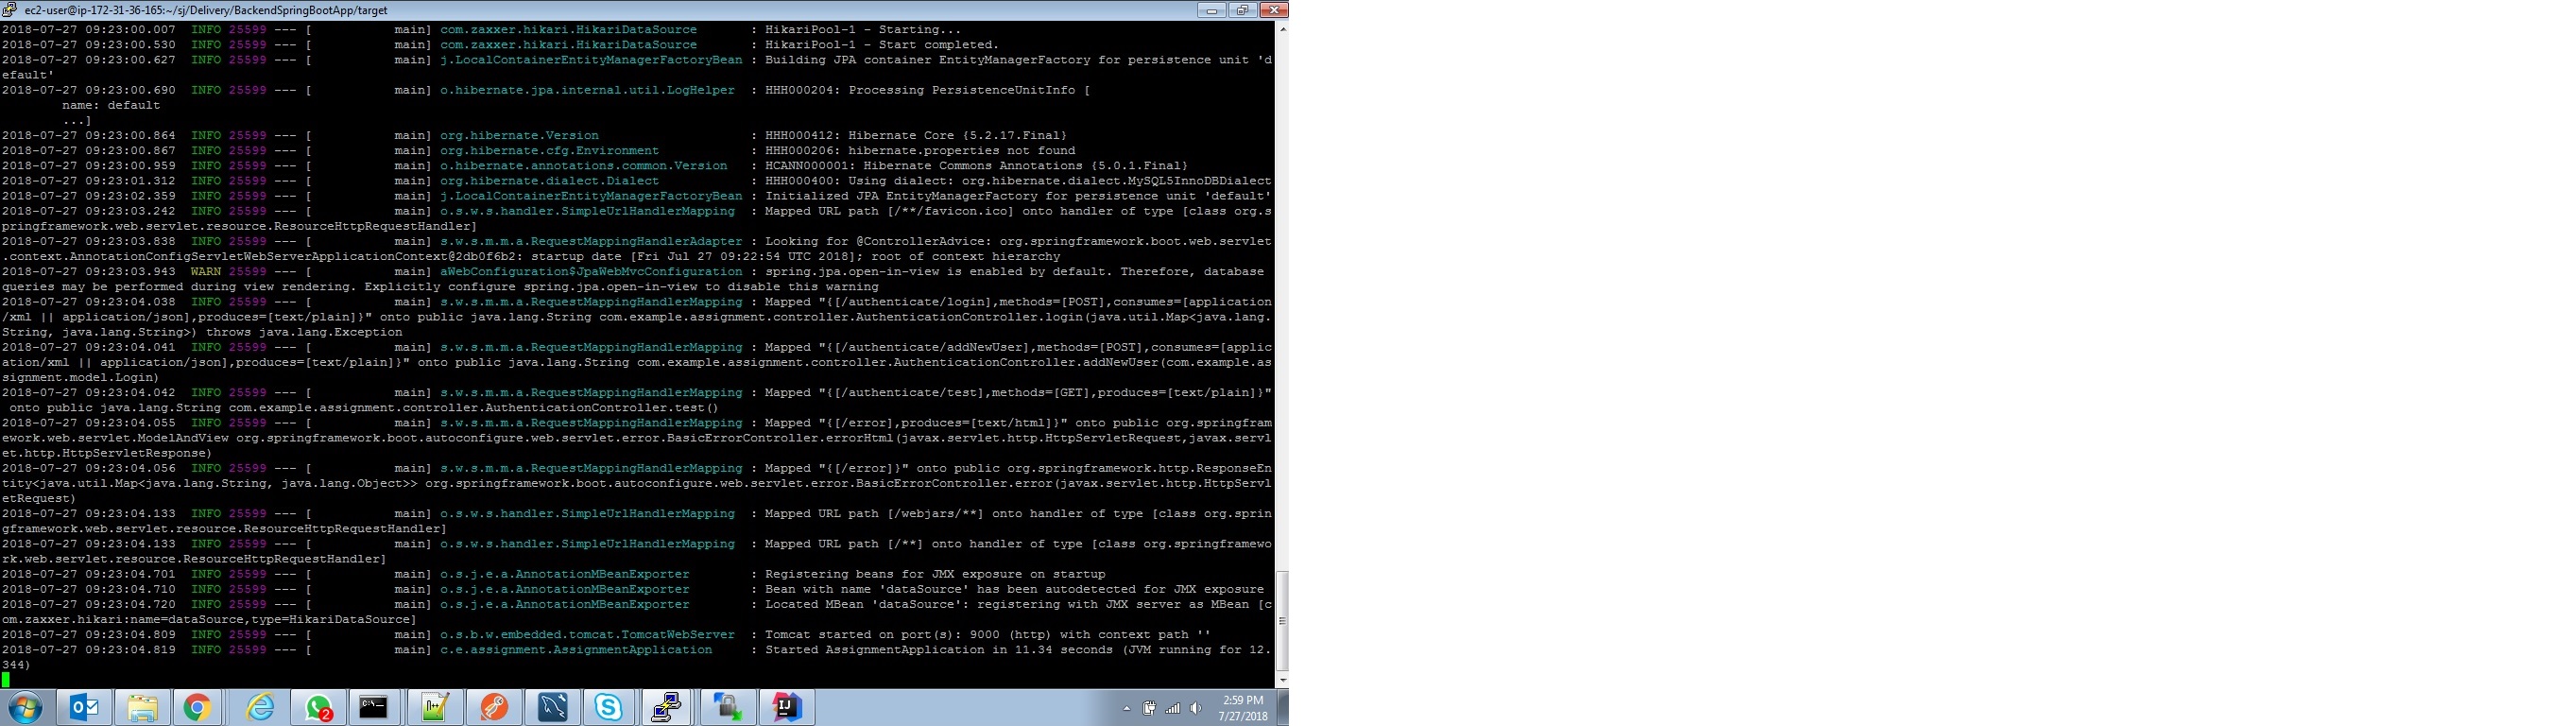 ec2-user@ip-172-31-36-165:~/sj/Delivery/BackendSpringBootApp/target
2018-07-27 09:23:00.007  INFO 25599 --- [           main] com.zaxxer.hikari.HikariDataSource       : HikariPool-1 - Starting...
2018-07-27 09:23:00.530  INFO 25599 --- [           main] com.zaxxer.hikari.HikariDataSource       : HikariPool-1 - Start completed.
2018-07-27 09:23:00.627  INFO 25599 --- [           main] j.LocalContainerEntityManagerFactoryBean : Building JPA container EntityManagerFactory for persistence unit 'd
efault'
2018-07-27 09:23:00.690  INFO 25599 --- [           main] o.hibernate.jpa.internal.util.LogHelper  : HHH000204: Processing PersistenceUnitInfo [
        name: default
        ...]
2018-07-27 09:23:00.864  INFO 25599 --- [           main] org.hibernate.Version                    : HHH000412: Hibernate Core {5.2.17.Final}
2018-07-27 09:23:00.867  INFO 25599 --- [           main] org.hibernate.cfg.Environment            : HHH000206: hibernate.properties not found
2018-07-27 09:23:00.959  INFO 25599 --- [           main] o.hibernate.annotations.common.Version   : HCANN000001: Hibernate Commons Annotations {5.0.1.Final}
2018-07-27 09:23:01.312  INFO 25599 --- [           main] org.hibernate.dialect.Dialect            : HHH000400: Using dialect: org.hibernate.dialect.MySQL5InnoDBDialect
2018-07-27 09:23:02.359  INFO 25599 --- [           main] j.LocalContainerEntityManagerFactoryBean : Initialized JPA EntityManagerFactory for persistence unit 'default'
2018-07-27 09:23:03.242  INFO 25599 --- [           main] o.s.w.s.handler.SimpleUrlHandlerMapping  : Mapped URL path [/**/favicon.ico] onto handler of type [class org.s
pringframework.web.servlet.resource.ResourceHttpRequestHandler]
2018-07-27 09:23:03.838  INFO 25599 --- [           main] s.w.s.m.m.a.RequestMappingHandlerAdapter : Looking for @ControllerAdvice: org.springframework.boot.web.servlet
.context.AnnotationConfigServletWebServerApplicationContext@2db0f6b2: startup date [Fri Jul 27 09:22:54 UTC 2018]; root of context hierarchy
2018-07-27 09:23:03.943  WARN 25599 --- [           main] aWebConfiguration$JpaWebMvcConfiguration : spring.jpa.open-in-view is enabled by default. Therefore, database 
queries may be performed during view rendering. Explicitly configure spring.jpa.open-in-view to disable this warning
2018-07-27 09:23:04.038  INFO 25599 --- [           main] s.w.s.m.m.a.RequestMappingHandlerMapping : Mapped "{[/authenticate/login],methods=[POST],consumes=[application
/xml || application/json],produces=[text/plain]}" onto public java.lang.String com.example.assignment.controller.AuthenticationController.login(java.util.Map<java.lang.
String, java.lang.String>) throws java.lang.Exception
2018-07-27 09:23:04.041  INFO 25599 --- [           main] s.w.s.m.m.a.RequestMappingHandlerMapping : Mapped "{[/authenticate/addNewUser],methods=[POST],consumes=[applic
ation/xml || application/json],produces=[text/plain]}" onto public java.lang.String com.example.assignment.controller.AuthenticationController.addNewUser(com.example.as
signment.model.Login)
2018-07-27 09:23:04.042  INFO 25599 --- [           main] s.w.s.m.m.a.RequestMappingHandlerMapping : Mapped "{[/authenticate/test],methods=[GET],produces=[text/plain]}"
 onto public java.lang.String com.example.assignment.controller.AuthenticationController.test()
2018-07-27 09:23:04.055  INFO 25599 --- [           main] s.w.s.m.m.a.RequestMappingHandlerMapping : Mapped "{[/error],produces=[text/html]}" onto public org.springfram
ework.web.servlet.ModelAndView org.springframework.boot.autoconfigure.web.servlet.error.BasicErrorController.errorHtml(javax.servlet.http.HttpServletRequest,javax.servl
et.http.HttpServletResponse)
2018-07-27 09:23:04.056  INFO 25599 --- [           main] s.w.s.m.m.a.RequestMappingHandlerMapping : Mapped "{[/error]}" onto public org.springframework.http.ResponseEn
tity<java.util.Map<java.lang.String, java.lang.Object>> org.springframework.boot.autoconfigure.web.servlet.error.BasicErrorController.error(javax.servlet.http.HttpServl
etRequest)
2018-07-27 09:23:04.133  INFO 25599 --- [           main] o.s.w.s.handler.SimpleUrlHandlerMapping  : Mapped URL path [/webjars/**] onto handler of type [class org.sprin
gframework.web.servlet.resource.ResourceHttpRequestHandler]
2018-07-27 09:23:04.133  INFO 25599 --- [           main] o.s.w.s.handler.SimpleUrlHandlerMapping  : Mapped URL path [/**] onto handler of type [class org.springframewo
rk.web.servlet.resource.ResourceHttpRequestHandler]
2018-07-27 09:23:04.701  INFO 25599 --- [           main] o.s.j.e.a.AnnotationMBeanExporter        : Registering beans for JMX exposure on startup
2018-07-27 09:23:04.710  INFO 25599 --- [           main] o.s.j.e.a.AnnotationMBeanExporter        : Bean with name 'dataSource' has been autodetected for JMX exposure
2018-07-27 09:23:04.720  INFO 25599 --- [           main] o.s.j.e.a.AnnotationMBeanExporter        : Located MBean 'dataSource': registering with JMX server as MBean [c
om.zaxxer.hikari:name=dataSource,type=HikariDataSource]
2018-07-27 09:23:04.809  INFO 25599 --- [           main] o.s.b.w.embedded.tomcat.TomcatWebServer  : Tomcat started on port(s): 9000 (http) with context path ''
2018-07-27 09:23:04.819  INFO 25599 --- [           main] c.e.assignment.AssignmentApplication     : Started AssignmentApplication in 11.34 seconds (JVM running for 12.
344)
2
C:\_
N++
IJ
2:59 PM
7/27/2018